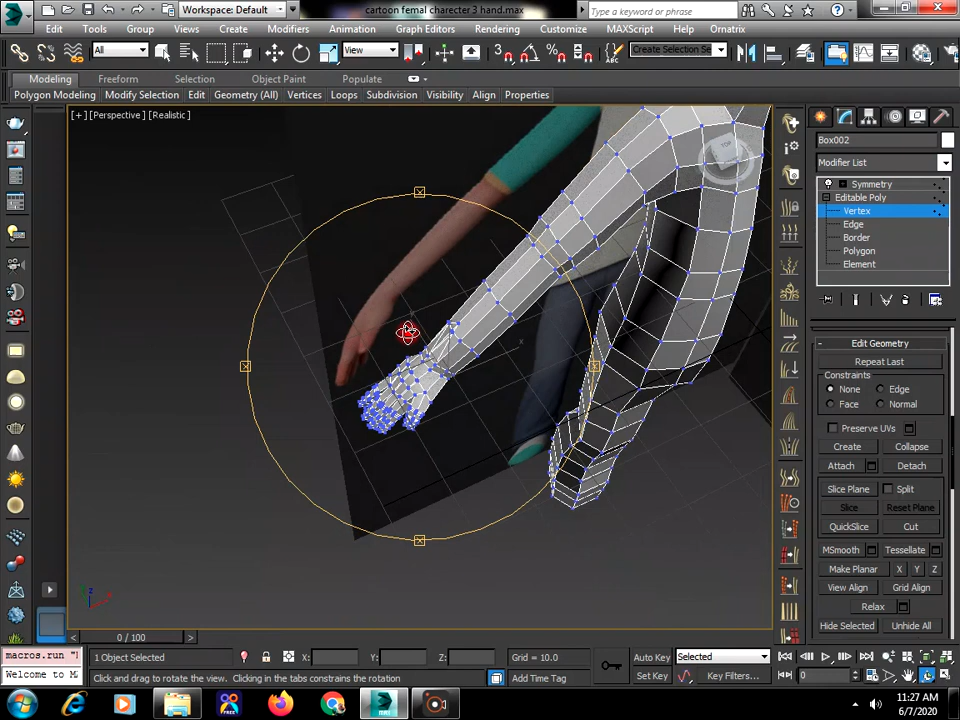 Workspace: Default
cartoon femal charecter 3 hand.max
Type a keyword or phrase
Edit Tools Group Views Create Modifiers Animation Graph Editors Rendering Customize MAXScript Help Ornatrix
All
View
Create Selection Se
Modeling Freeform Selection Object Paint Populate
Polygon Modeling Modify Selection Edit Geometry (All) Vertices Loops Subdivision Visibility Align Properties
[+] [Perspective] [Realistic]
Box002
Modifier List
Symmetry
Editable Poly
Vertex
Edge
Border
Polygon
Element
- Edit Geometry
Repeat Last
Constraints
None Edge
Face Normal
Preserve UVs
Create Collapse
Attach Detach
Slice Plane Split
Slice Reset Plane
QuickSlice Cut
MSmooth Tessellate
Make Planar X Y Z
View Align Grid Align
Relax
Hide Selected Unhide All
< 0 / 100 >
macros.run "
Welcome to M
1 Object Selected
X: Y: Z:
Grid = 10.0
Auto Key
Selected
Click and drag to rotate the view. Clicking in the tabs constrains the rotation
Add Time Tag
Set Key
Key Filters...
0
11:27 AM
6/7/2020